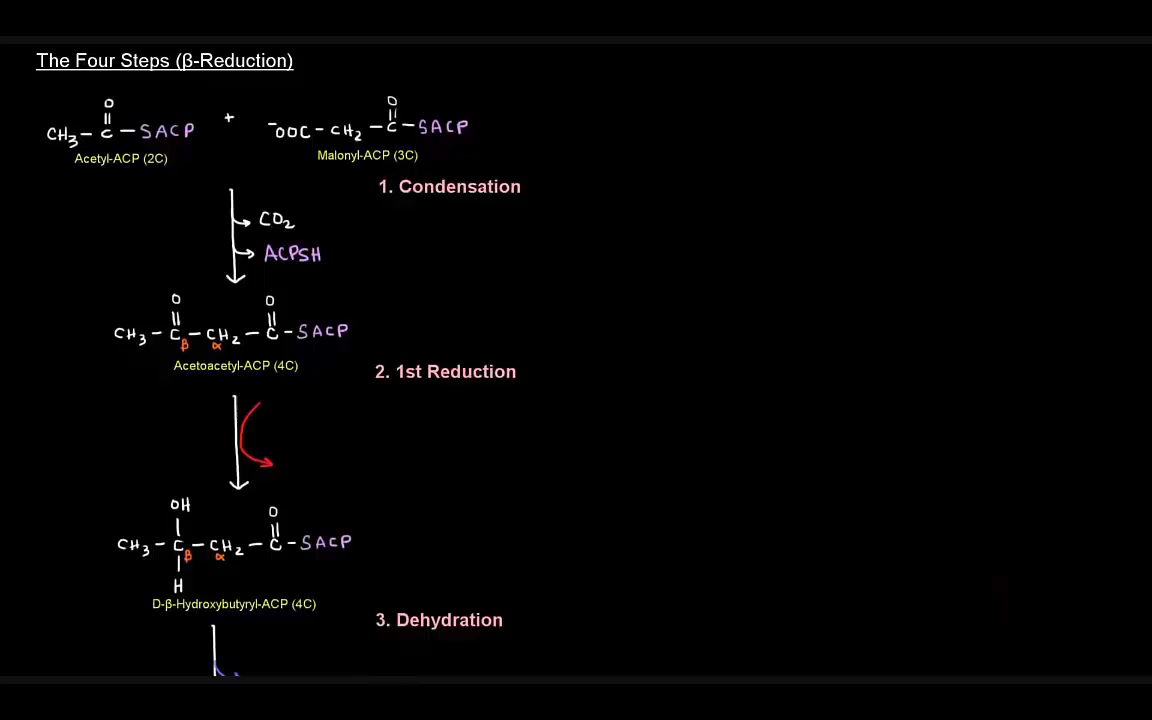 The Four Steps (β-Reduction)
O O
CH3 – C – SACP + ⁻OOC – CH2 – C – SACP
Acetyl-ACP (2C) Malonyl-ACP (3C)
1. Condensation
CO2
ACPSH
O O
CH3 – C – CH2 – C – SACP
β α
Acetoacetyl-ACP (4C)
2. 1st Reduction
OH O
CH3 – C – CH2 – C – SACP
β α
H
D-β-Hydroxybutyryl-ACP (4C)
3. Dehydration